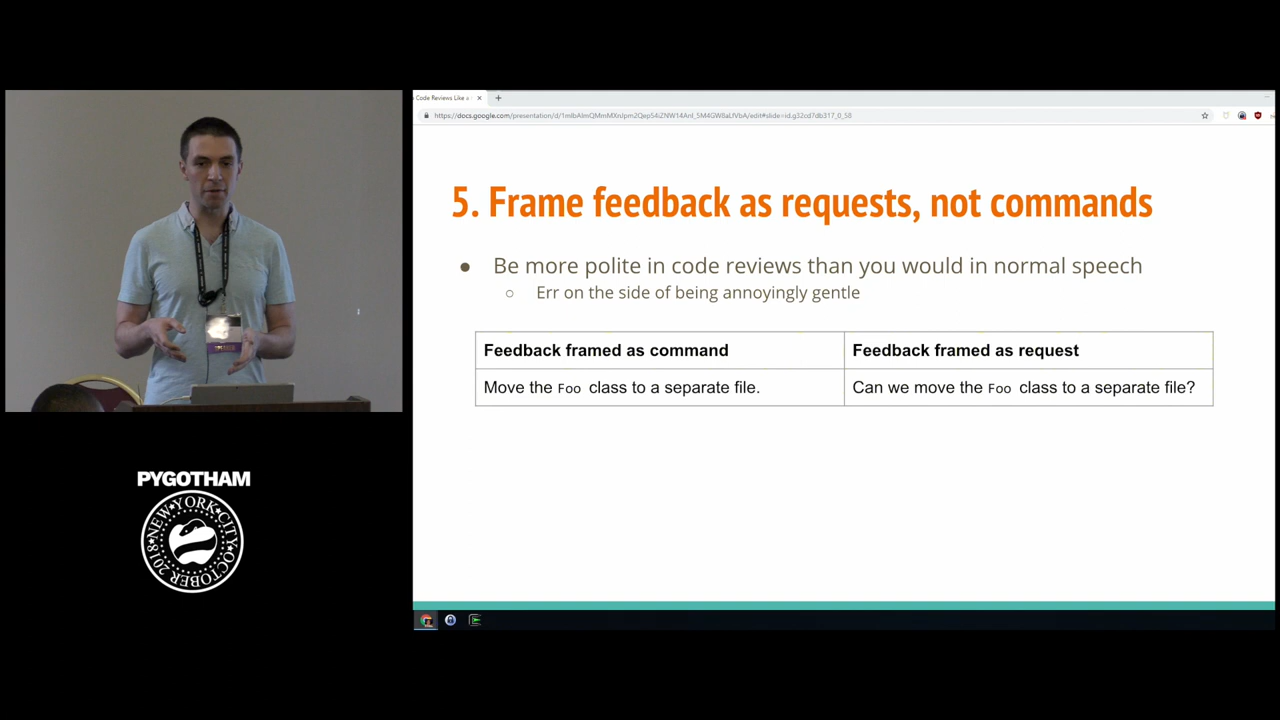 Code Reviews Like a
5. Frame feedback as requests, not commands
Be more polite in code reviews than you would in normal speech
Err on the side of being annoyingly gentle
Feedback framed as command
Feedback framed as request
Move the Foo class to a separate file.
Can we move the Foo class to a separate file?
PYGOTHAM
NEW YORK CITY OCTOBER 2018